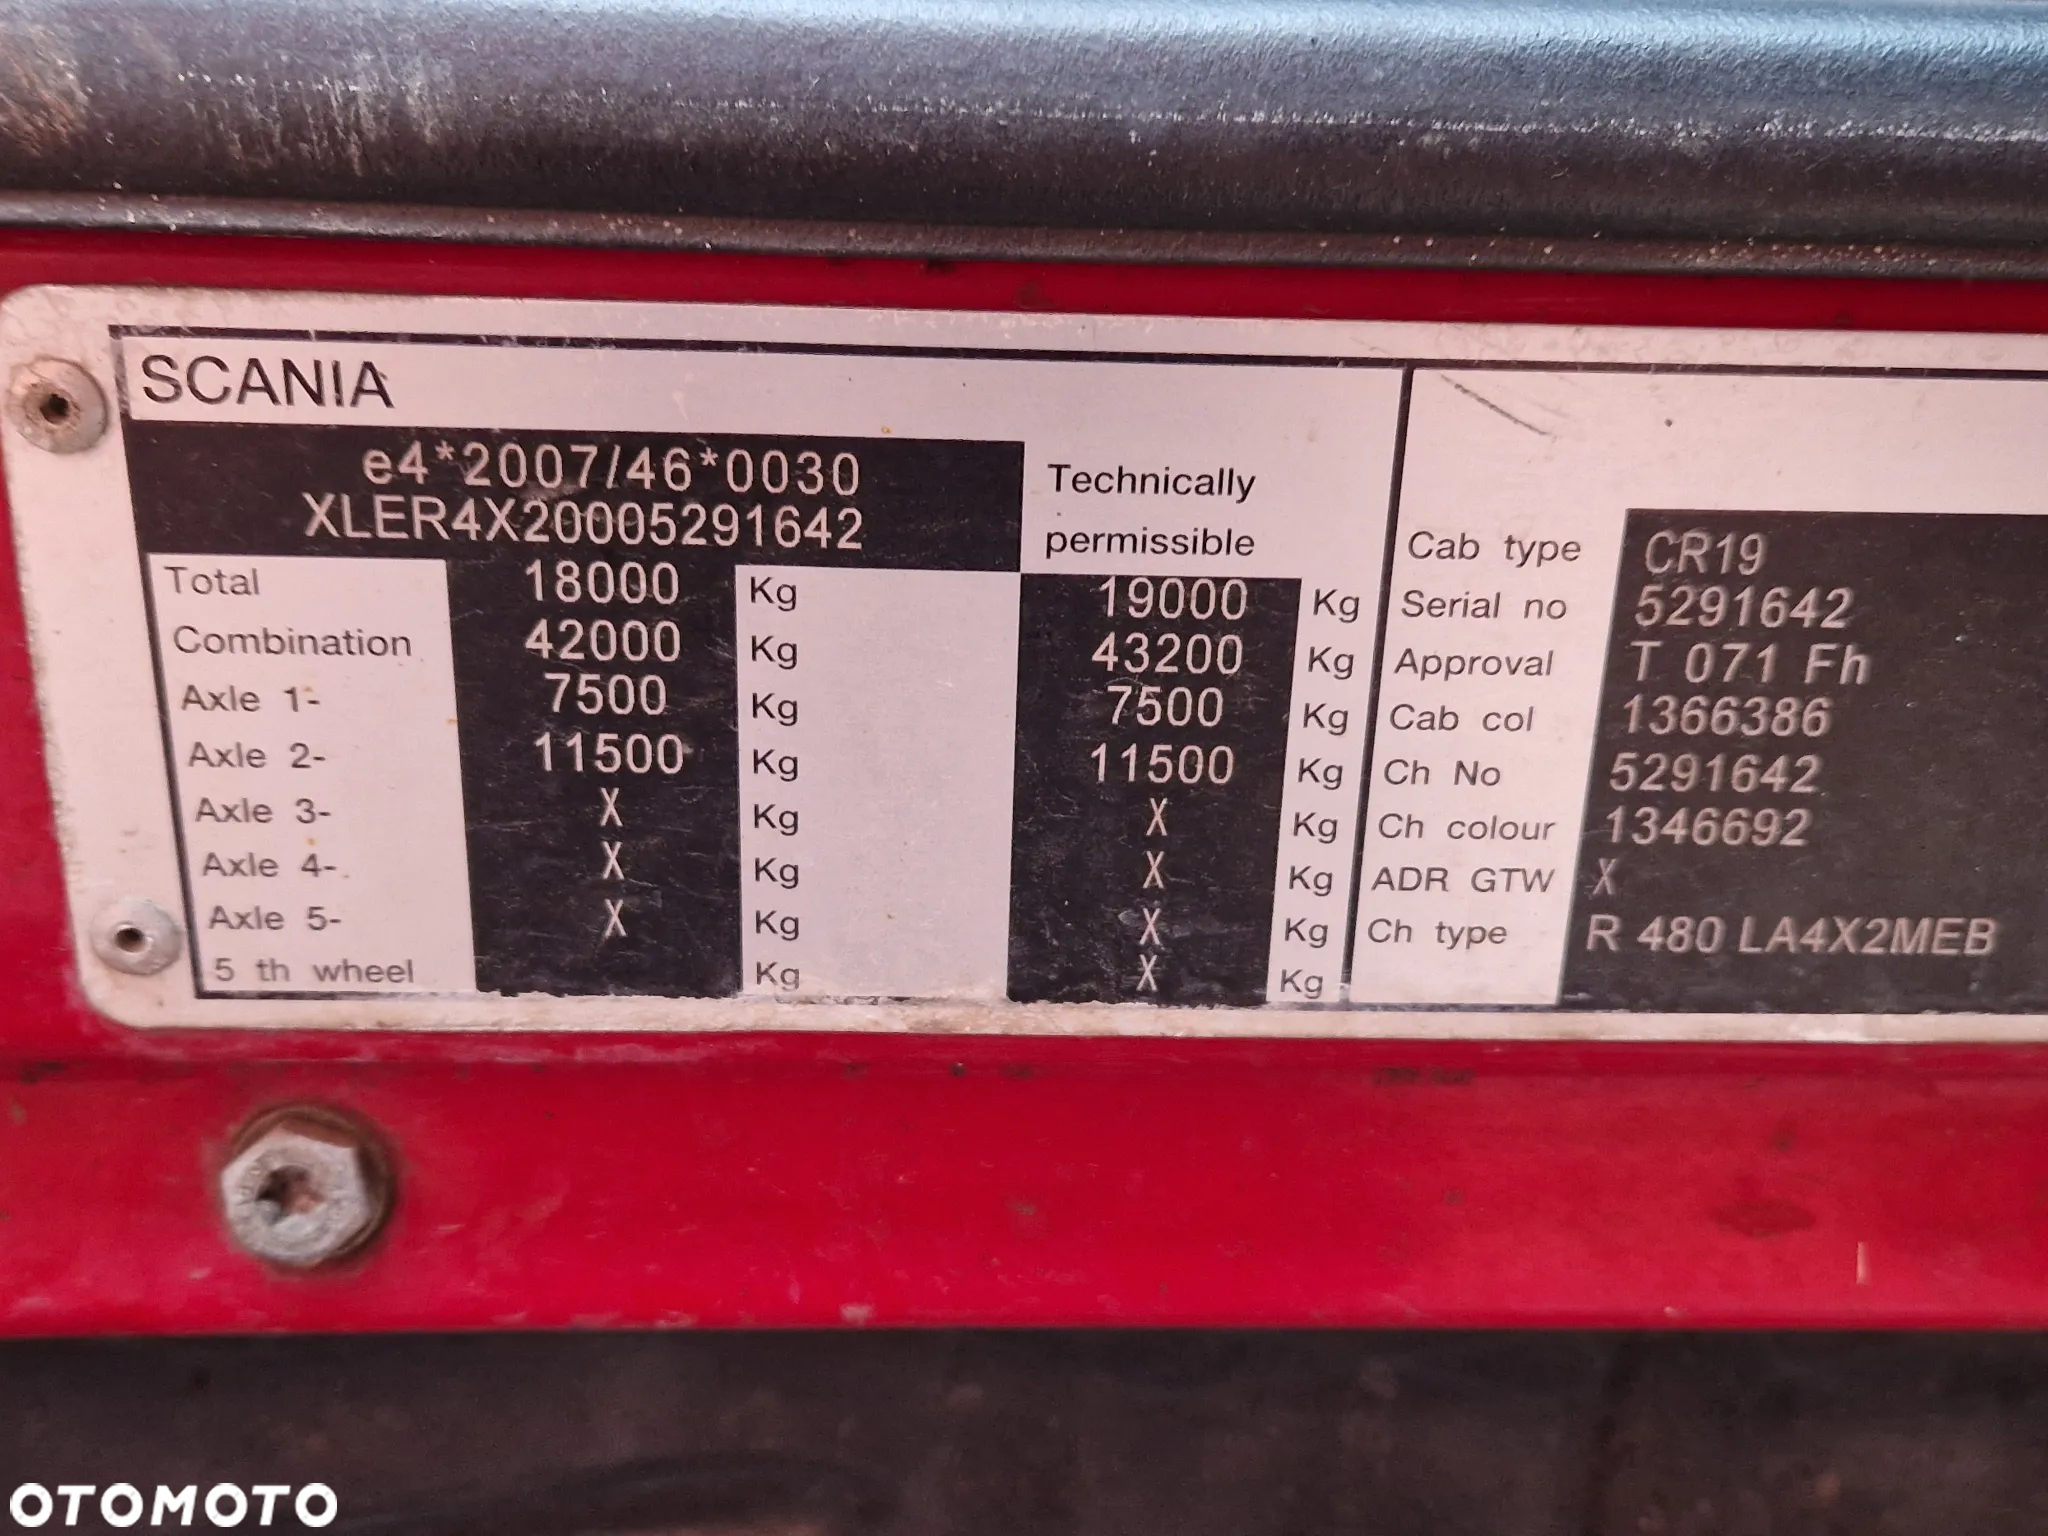 SCANIA
e4*2007/46*0030
XLER4X20005291642
Technically
permissible
Total 18000 Kg 19000 Kg
Combination 42000 Kg 43200 Kg
Axle 1- 7500 Kg 7500 Kg
Axle 2- 11500 Kg 11500 Kg
Axle 3- X Kg X Kg
Axle 4- X Kg X Kg
Axle 5- X Kg X Kg
5 th wheel Kg X Kg
Cab type CR19
Serial no 5291642
Approval T 071 Fh
Cab col 1366386
Ch No 5291642
Ch colour 1346692
ADR GTW X
Ch type R 480 LA4X2MEB
OTOMOTO